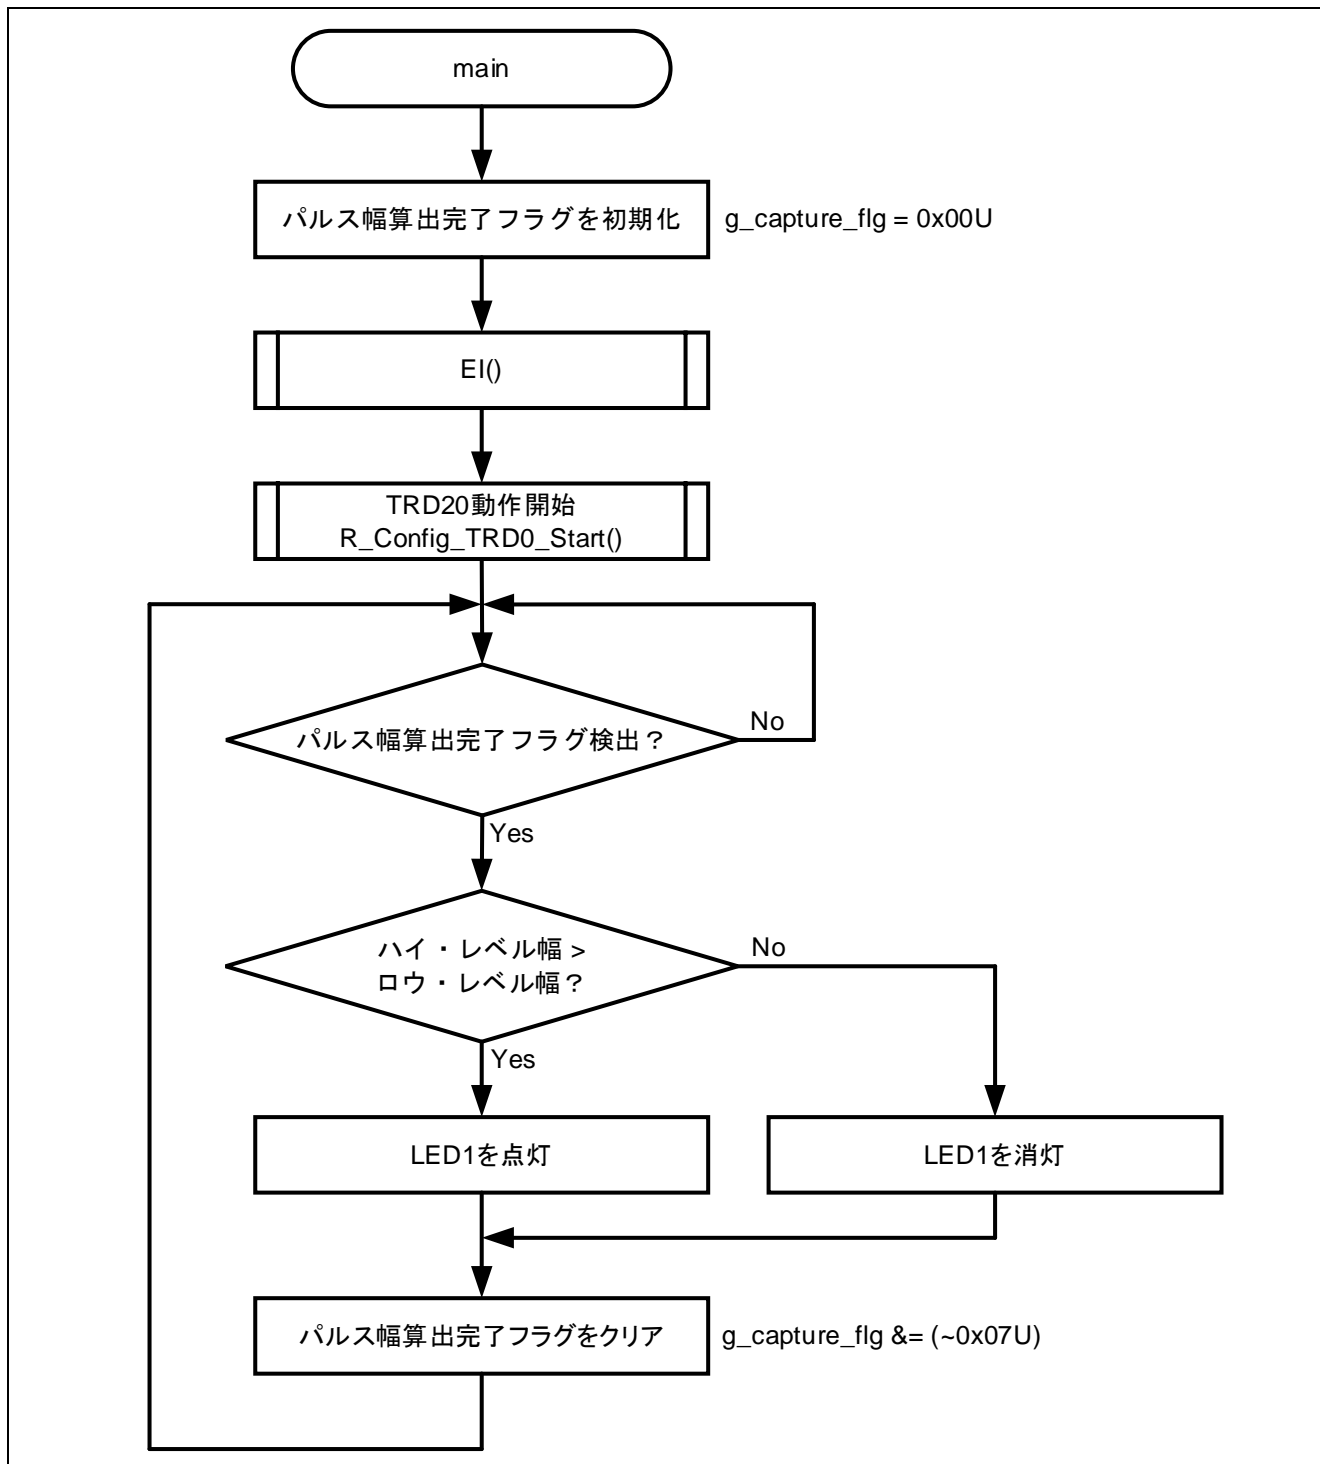 main
パルス幅算出完了フラグを初期化
g_capture_flg = 0x00U
EI()
TRD20動作開始
R_Config_TRD0_Start()
パルス幅算出完了フラグ検出？
No
Yes
ハイ・レベル幅 >
ロウ・レベル幅？
No
Yes
LED1を点灯
LED1を消灯
パルス幅算出完了フラグをクリア
g_capture_flg &= (~0x07U)